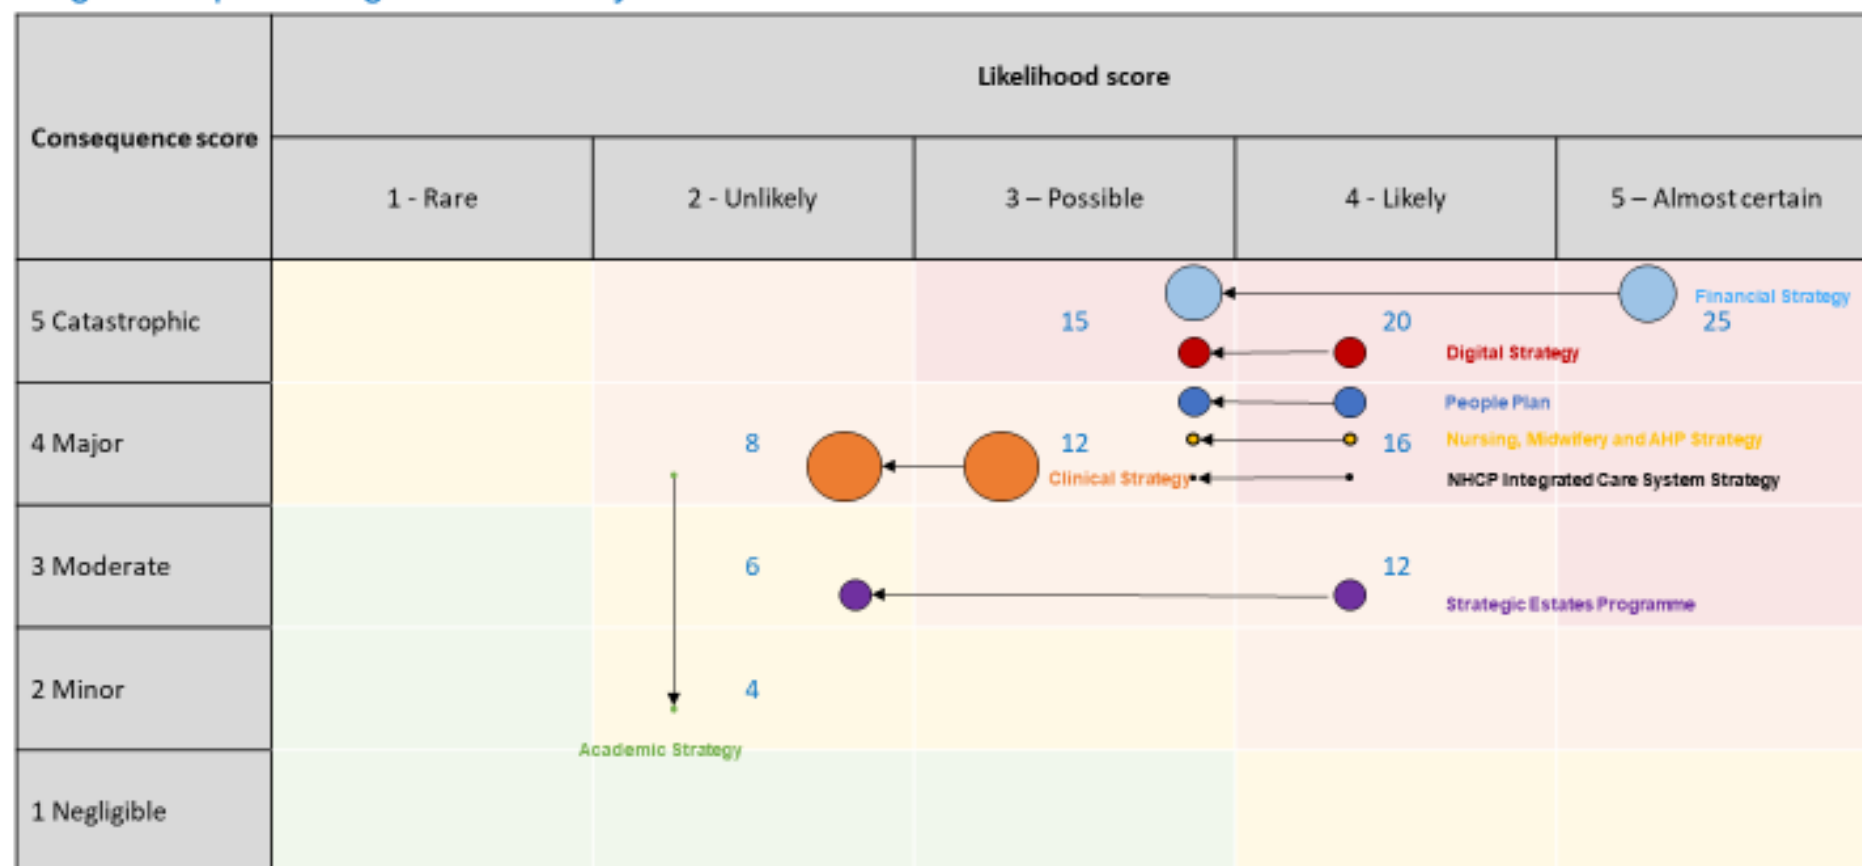 Likelihood score
Consequence score
1 - Rare
2 - Unlikely
3 – Possible
4 - Likely
5 – Almost certain
Financial Strategy
5 Catastrophic
15
20
25
Digital Strategy
People Plan
4 Major
8
12
16
Nursing, Midwifery and AHP Strategy
Clinical Strategy
NHCP Integrated Care System Strategy
3 Moderate
6
12
Strategic Estates Programme
2 Minor
4
Academic Strategy
1 Negligible